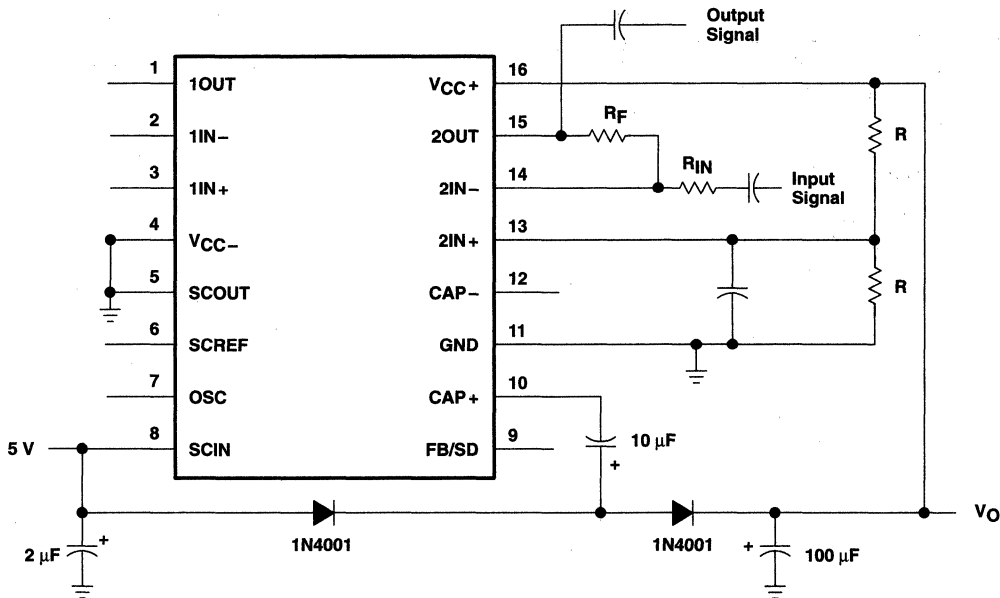 Output
Signal
1
1OUT
VCC+
16
2
1IN−
2OUT
15
RF
R
3
1IN+
2IN−
14
RIN
Input
Signal
4
VCC−
2IN+
13
5
SCOUT
CAP−
12
R
6
SCREF
GND
11
7
OSC
CAP+
10
5 V
8
SCIN
FB/SD
9
10 µF
+
VO
2 µF
+
1N4001
1N4001
+
100 µF